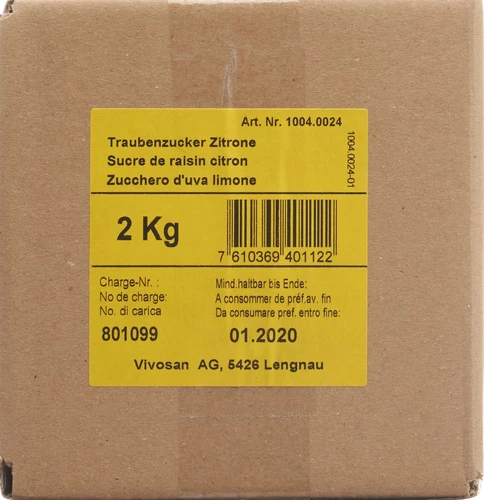 Art. Nr. 1004.0024
Traubenzucker Zitrone
Sucre de raisin citron
Zucchero d'uva limone
1004.0024-01
2 Kg
7 610369 401122
Charge-Nr. :
No de charge:
No. di carica
801099
Mind.haltbar bis Ende:
A consommer de préf.av. fin
Da consumare pref. entro fine:
01.2020
Vivosan AG, 5426 Lengnau